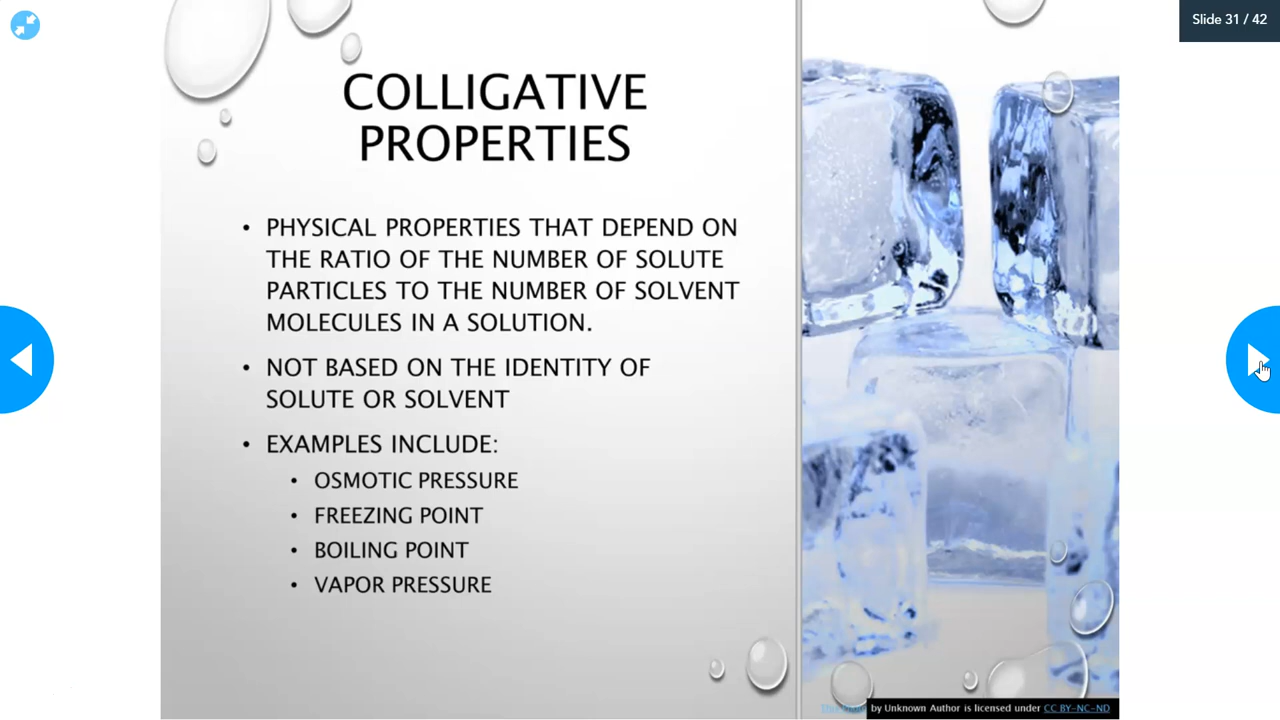 Slide 31 / 42
COLLIGATIVE
PROPERTIES
• PHYSICAL PROPERTIES THAT DEPEND ON
THE RATIO OF THE NUMBER OF SOLUTE
PARTICLES TO THE NUMBER OF SOLVENT
MOLECULES IN A SOLUTION.
• NOT BASED ON THE IDENTITY OF
SOLUTE OR SOLVENT
• EXAMPLES INCLUDE:
• OSMOTIC PRESSURE
• FREEZING POINT
• BOILING POINT
• VAPOR PRESSURE
by Unknown Author is licensed under CC BY-NC-ND